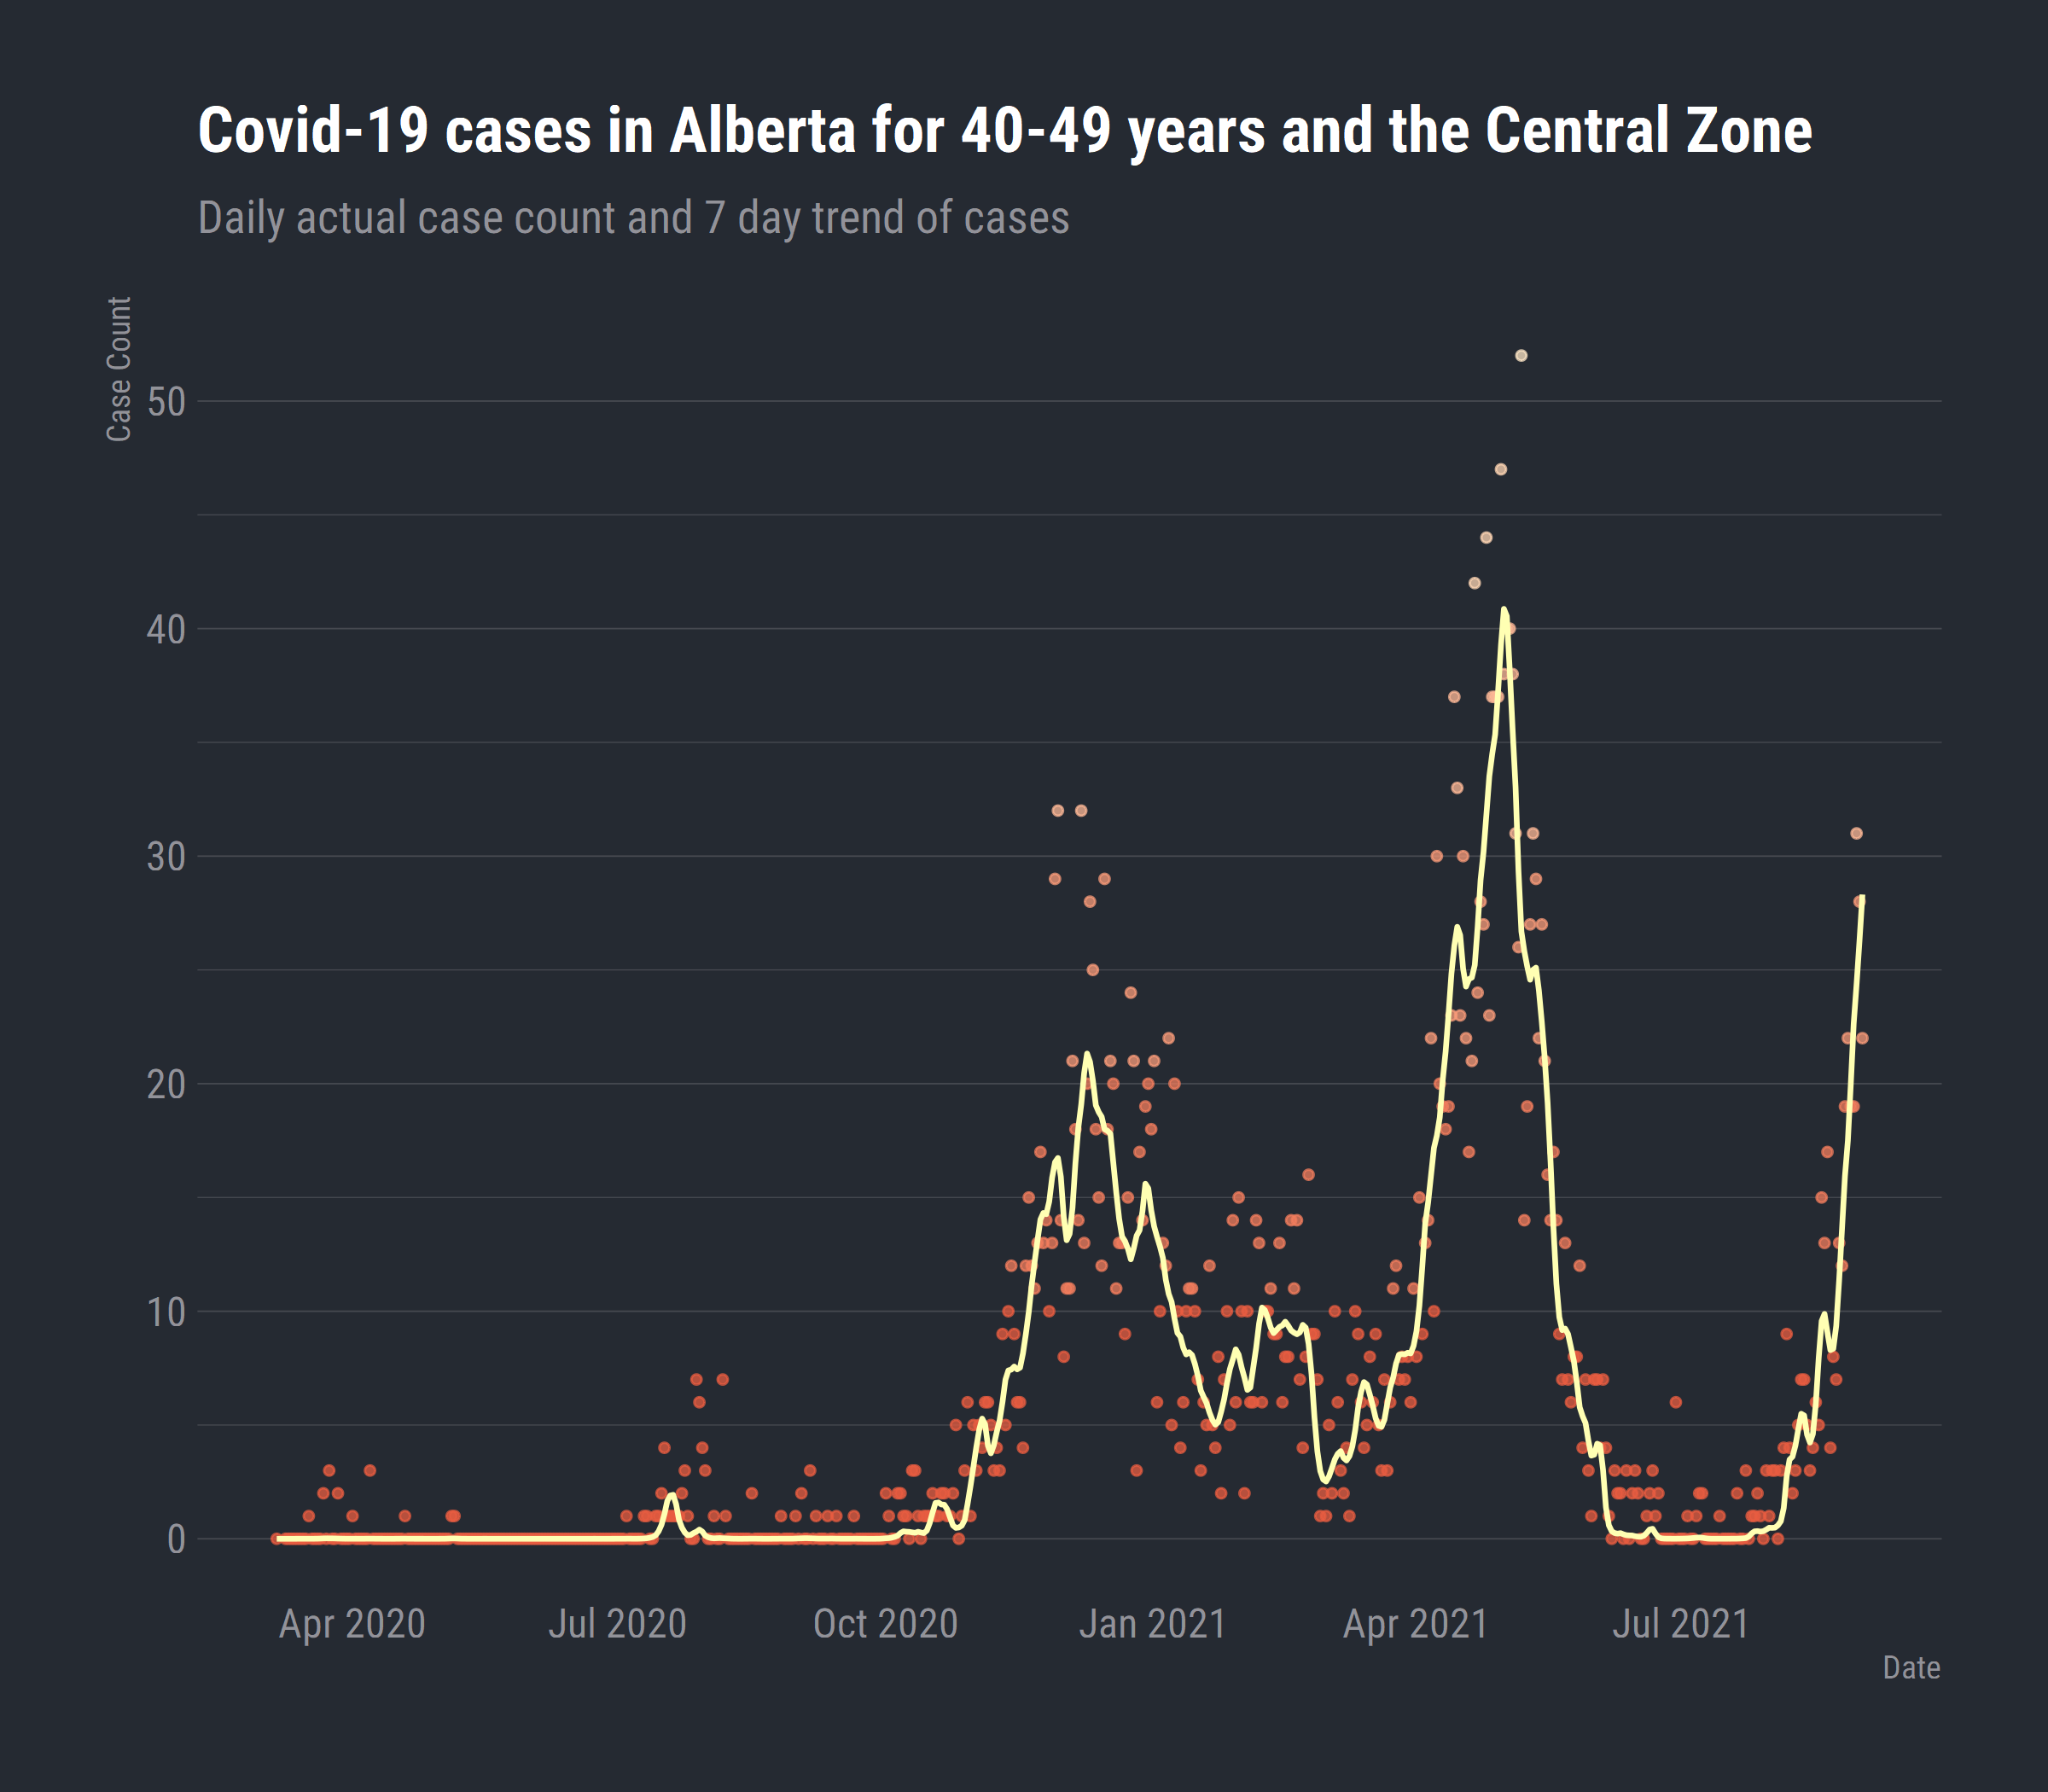 Covid-19 cases in Alberta for 40-49 years and the Central Zone
Daily actual case count and 7 day trend of cases
Case Count
50
40
30
20
10
0
Apr 2020
Jul 2020
Oct 2020
Jan 2021
Apr 2021
Jul 2021
Date